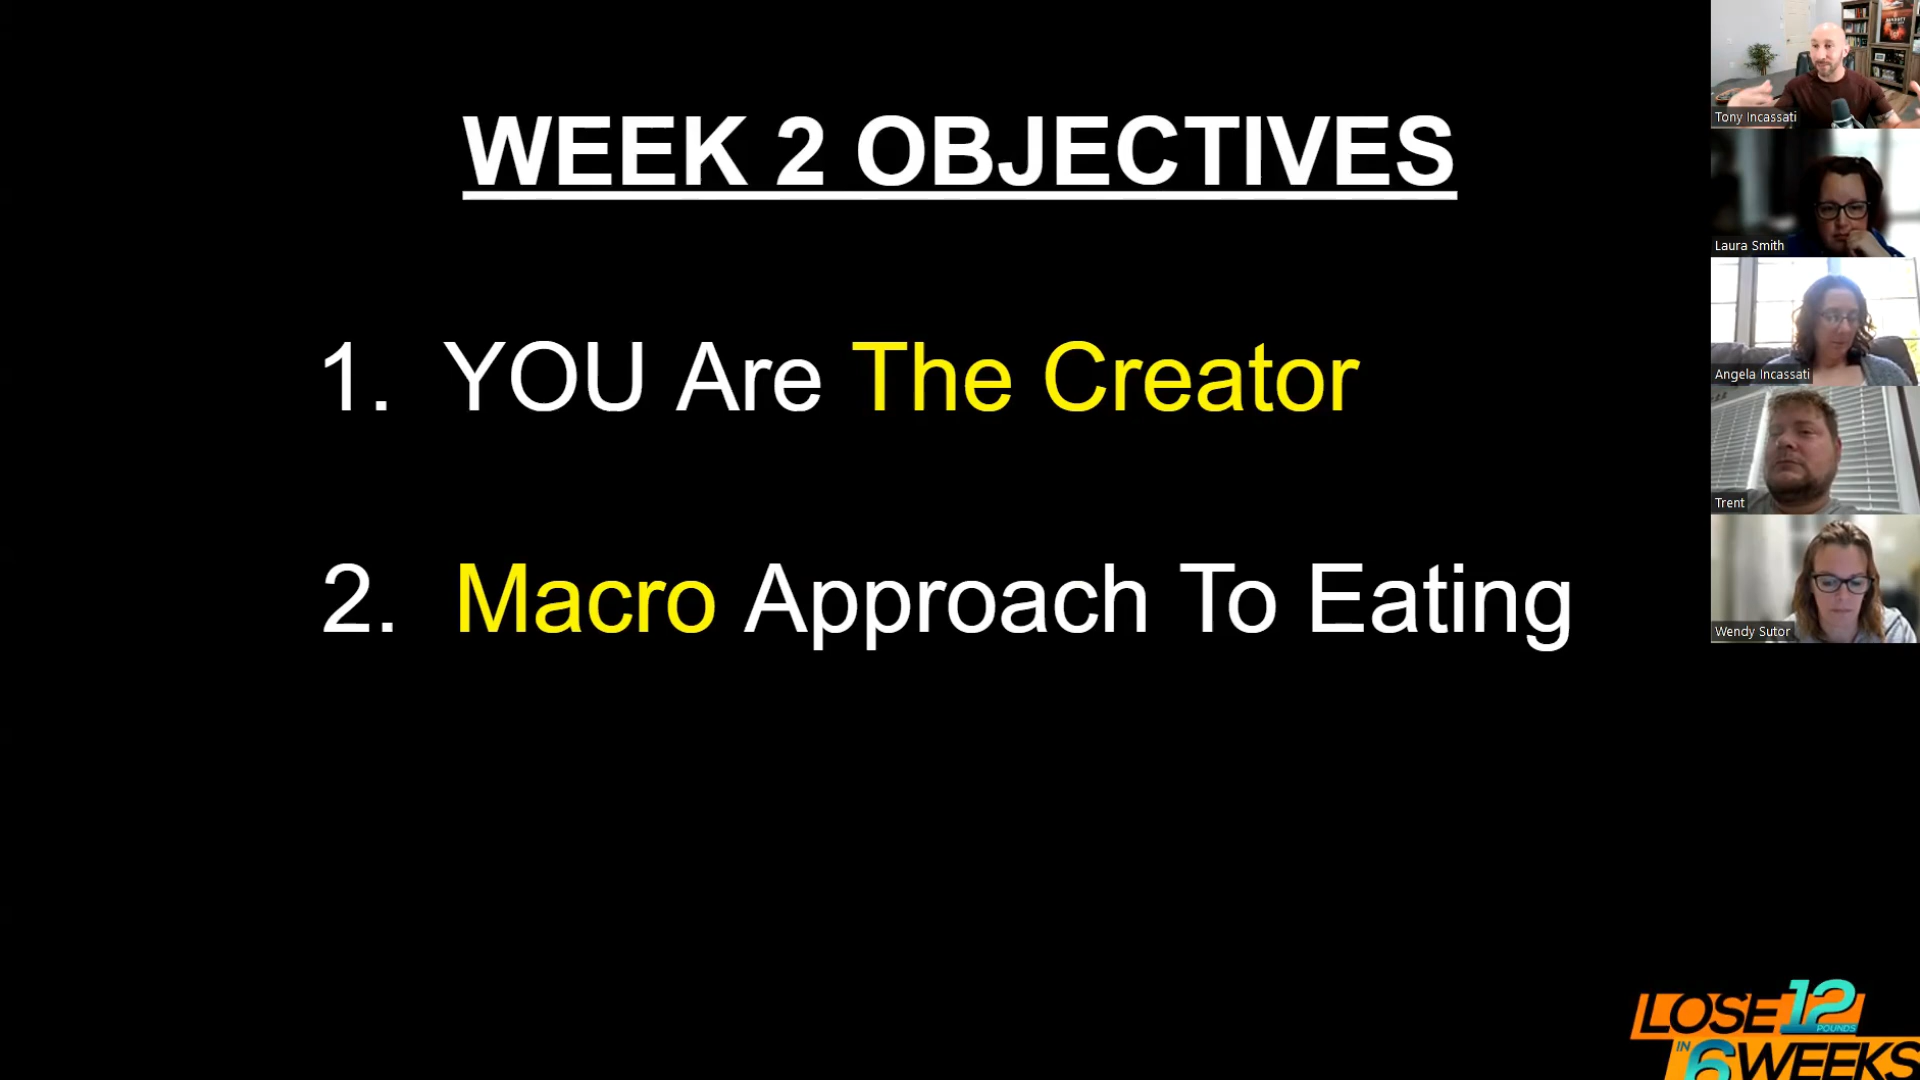 WEEK 2 OBJECTIVES
1. YOU Are The Creator
2. Macro Approach To Eating
Tony Incassati
Laura Smith
Angela Incassati
Trent
Wendy Sutor
LOSE 12
POUNDS
IN 6 WEEKS